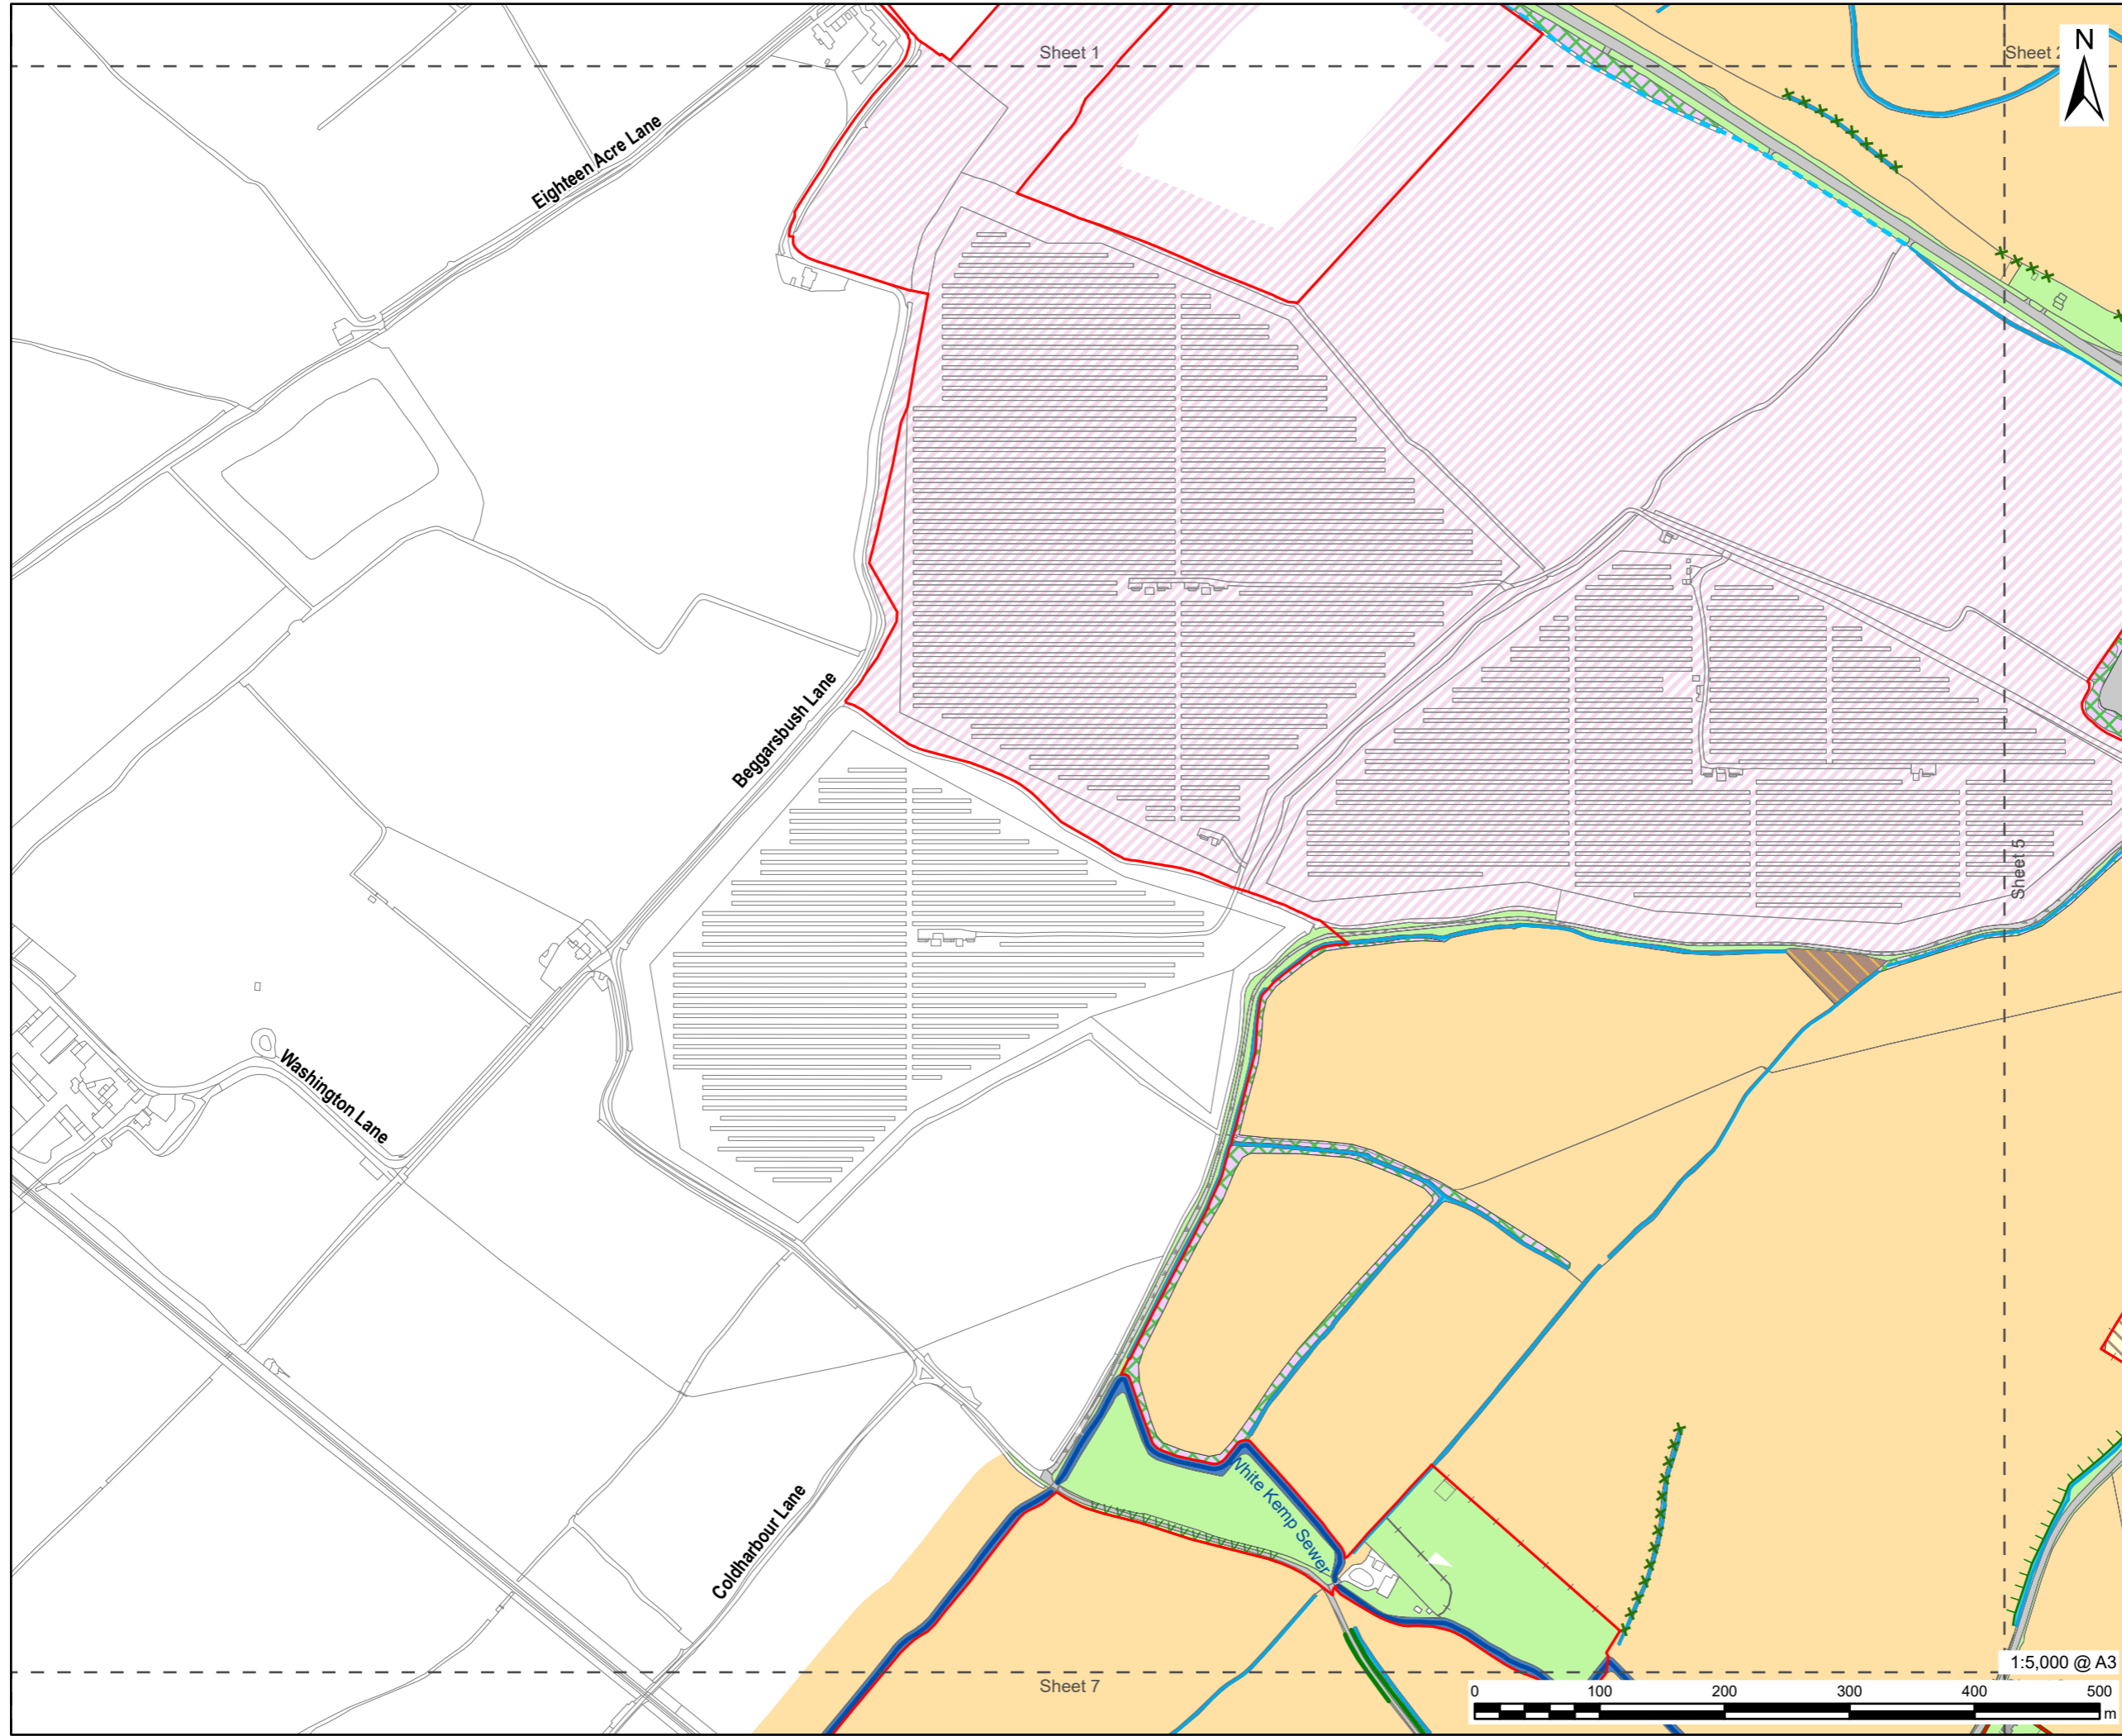 Sheet 1
Sheet 2
N
Eighteen Acre Lane
Beggarsbush Lane
Sheet 5
Washington Lane
White Kemp Sewer
Coldharbour Lane
Sheet 7
1:5,000 @ A3
0 100 200 300 400 500
m